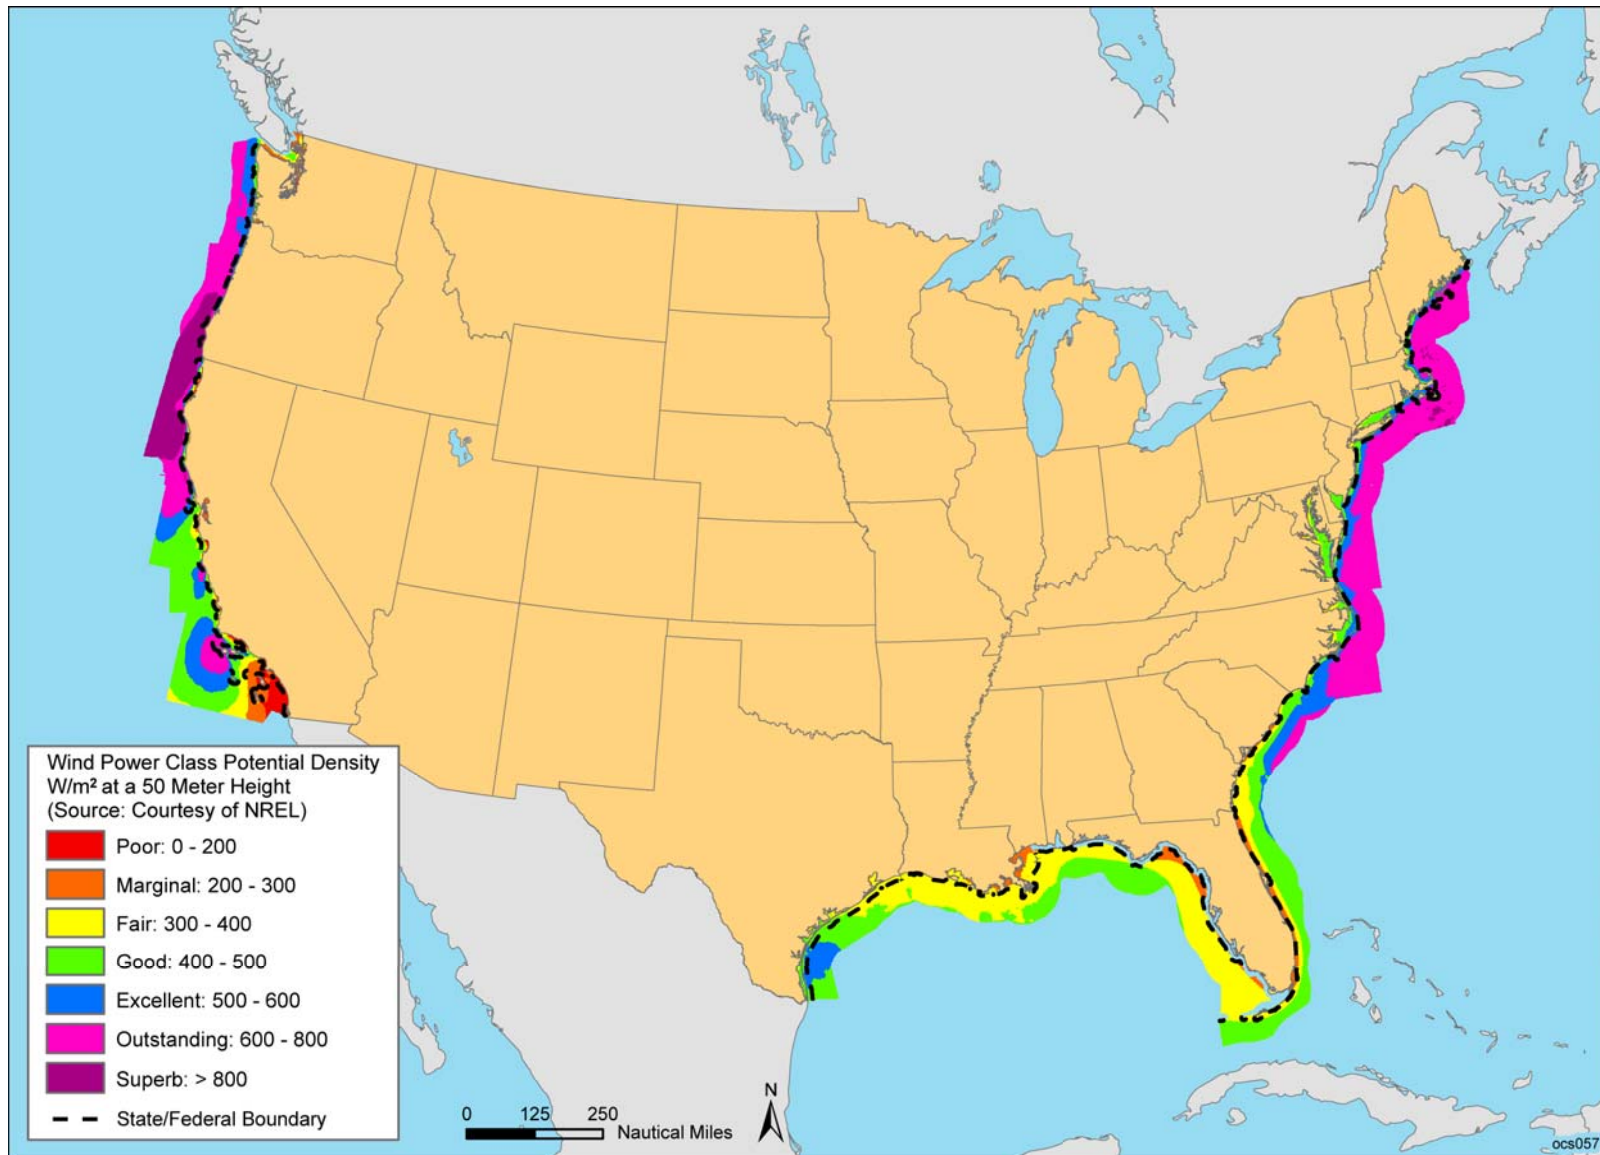 Wind Power Class Potential Density
W/m² at a 50 Meter Height
(Source: Courtesy of NREL)
Poor: 0 - 200
Marginal: 200 - 300
Fair: 300 - 400
Good: 400 - 500
Excellent: 500 - 600
Outstanding: 600 - 800
Superb: > 800
State/Federal Boundary
0 125 250
Nautical Miles
N
ocs057